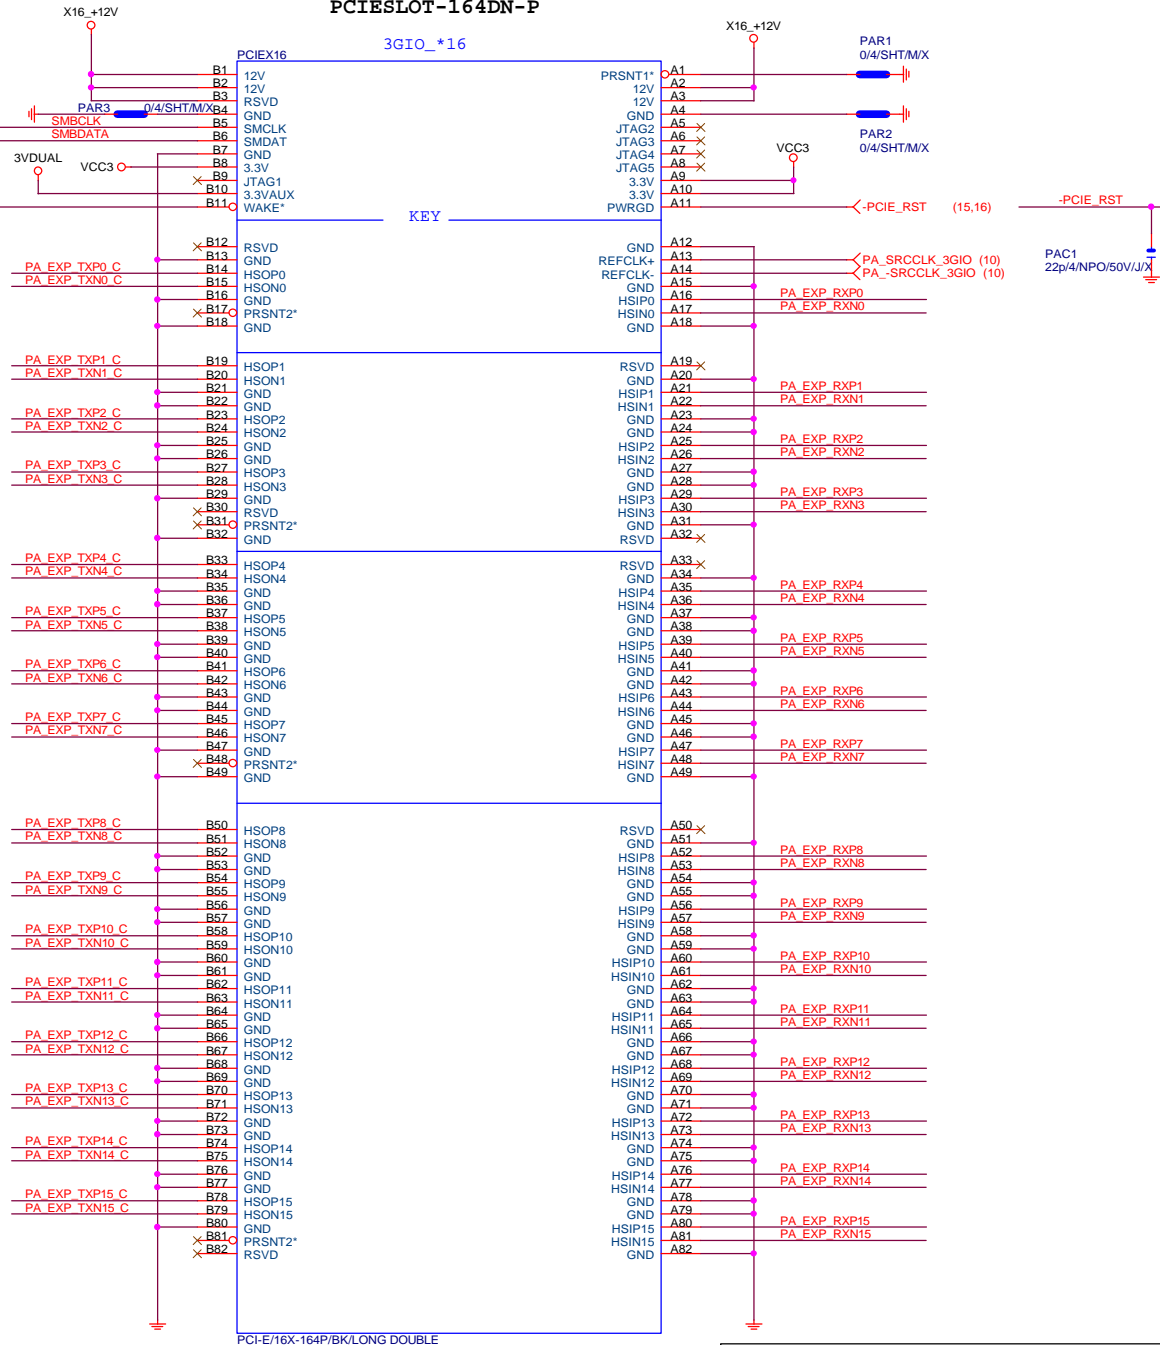 PCIESLOT-164DN-P
X16_+12V
X16_+12V
3GIO_*16
PCIEX16
PAR1
0/4/SHT/M/X
B1 12V PRSNT1* A1
B2 12V 12V A2
B3 RSVD 12V A3
PAR3 0/4/SHT/M/X B4 GND GND A4
SMBCLK B5 SMCLK JTAG2 A5
SMBDATA B6 SMDAT JTAG3 A6
PAR2
0/4/SHT/M/X
B7 GND JTAG4 A7
3VDUAL VCC3 B8 3.3V JTAG5 A8 VCC3
B9 JTAG1 3.3V A9
B10 3.3VAUX 3.3V A10
B11 WAKE* PWRGD A11 -PCIE_RST (15,16) -PCIE_RST
KEY
PAC1
22p/4/NPO/50V/J/X
B12 RSVD GND A12
B13 GND REFCLK+ A13 PA_SRCCLK_3GIO (10)
PA_EXP_TXP0_C B14 HSOP0 REFCLK- A14 PA_-SRCCLK_3GIO (10)
PA_EXP_TXN0_C B15 HSON0 GND A15
B16 GND HSIP0 A16 PA_EXP_RXP0
B17 PRSNT2* HSIN0 A17 PA_EXP_RXN0
B18 GND GND A18
PA_EXP_TXP1_C B19 HSOP1 RSVD A19
PA_EXP_TXN1_C B20 HSON1 GND A20
B21 GND HSIP1 A21 PA_EXP_RXP1
B22 GND HSIN1 A22 PA_EXP_RXN1
PA_EXP_TXP2_C B23 HSOP2 GND A23
PA_EXP_TXN2_C B24 HSON2 GND A24
B25 GND HSIP2 A25 PA_EXP_RXP2
B26 GND HSIN2 A26 PA_EXP_RXN2
PA_EXP_TXP3_C B27 HSOP3 GND A27
PA_EXP_TXN3_C B28 HSON3 GND A28
B29 GND HSIP3 A29 PA_EXP_RXP3
B30 RSVD HSIN3 A30 PA_EXP_RXN3
B31 PRSNT2* GND A31
B32 GND RSVD A32
PA_EXP_TXP4_C B33 HSOP4 RSVD A33
PA_EXP_TXN4_C B34 HSON4 GND A34
B35 GND HSIP4 A35 PA_EXP_RXP4
B36 GND HSIN4 A36 PA_EXP_RXN4
PA_EXP_TXP5_C B37 HSOP5 GND A37
PA_EXP_TXN5_C B38 HSON5 GND A38
B39 GND HSIP5 A39 PA_EXP_RXP5
B40 GND HSIN5 A40 PA_EXP_RXN5
PA_EXP_TXP6_C B41 HSOP6 GND A41
PA_EXP_TXN6_C B42 HSON6 GND A42
B43 GND HSIP6 A43 PA_EXP_RXP6
B44 GND HSIN6 A44 PA_EXP_RXN6
PA_EXP_TXP7_C B45 HSOP7 GND A45
PA_EXP_TXN7_C B46 HSON7 GND A46
B47 GND HSIP7 A47 PA_EXP_RXP7
B48 PRSNT2* HSIN7 A48 PA_EXP_RXN7
B49 GND GND A49
PA_EXP_TXP8_C B50 HSOP8 RSVD A50
PA_EXP_TXN8_C B51 HSON8 GND A51
B52 GND HSIP8 A52 PA_EXP_RXP8
B53 GND HSIN8 A53 PA_EXP_RXN8
PA_EXP_TXP9_C B54 HSOP9 GND A54
PA_EXP_TXN9_C B55 HSON9 GND A55
B56 GND HSIP9 A56 PA_EXP_RXP9
B57 GND HSIN9 A57 PA_EXP_RXN9
PA_EXP_TXP10_C B58 HSOP10 GND A58
PA_EXP_TXN10_C B59 HSON10 GND A59
B60 GND HSIP10 A60 PA_EXP_RXP10
B61 GND HSIN10 A61 PA_EXP_RXN10
PA_EXP_TXP11_C B62 HSOP11 GND A62
PA_EXP_TXN11_C B63 HSON11 GND A63
B64 GND HSIP11 A64 PA_EXP_RXP11
B65 GND HSIN11 A65 PA_EXP_RXN11
PA_EXP_TXP12_C B66 HSOP12 GND A66
PA_EXP_TXN12_C B67 HSON12 GND A67
B68 GND HSIP12 A68 PA_EXP_RXP12
B69 GND HSIN12 A69 PA_EXP_RXN12
PA_EXP_TXP13_C B70 HSOP13 GND A70
PA_EXP_TXN13_C B71 HSON13 GND A71
B72 GND HSIP13 A72 PA_EXP_RXP13
B73 GND HSIN13 A73 PA_EXP_RXN13
PA_EXP_TXP14_C B74 HSOP14 GND A74
PA_EXP_TXN14_C B75 HSON14 GND A75
B76 GND HSIP14 A76 PA_EXP_RXP14
B77 GND HSIN14 A77 PA_EXP_RXN14
PA_EXP_TXP15_C B78 HSOP15 GND A78
PA_EXP_TXN15_C B79 HSON15 GND A79
B80 GND HSIP15 A80 PA_EXP_RXP15
B81 PRSNT2* HSIN15 A81 PA_EXP_RXN15
B82 RSVD GND A82
PCI-E/16X-164P/BK/LONG DOUBLE